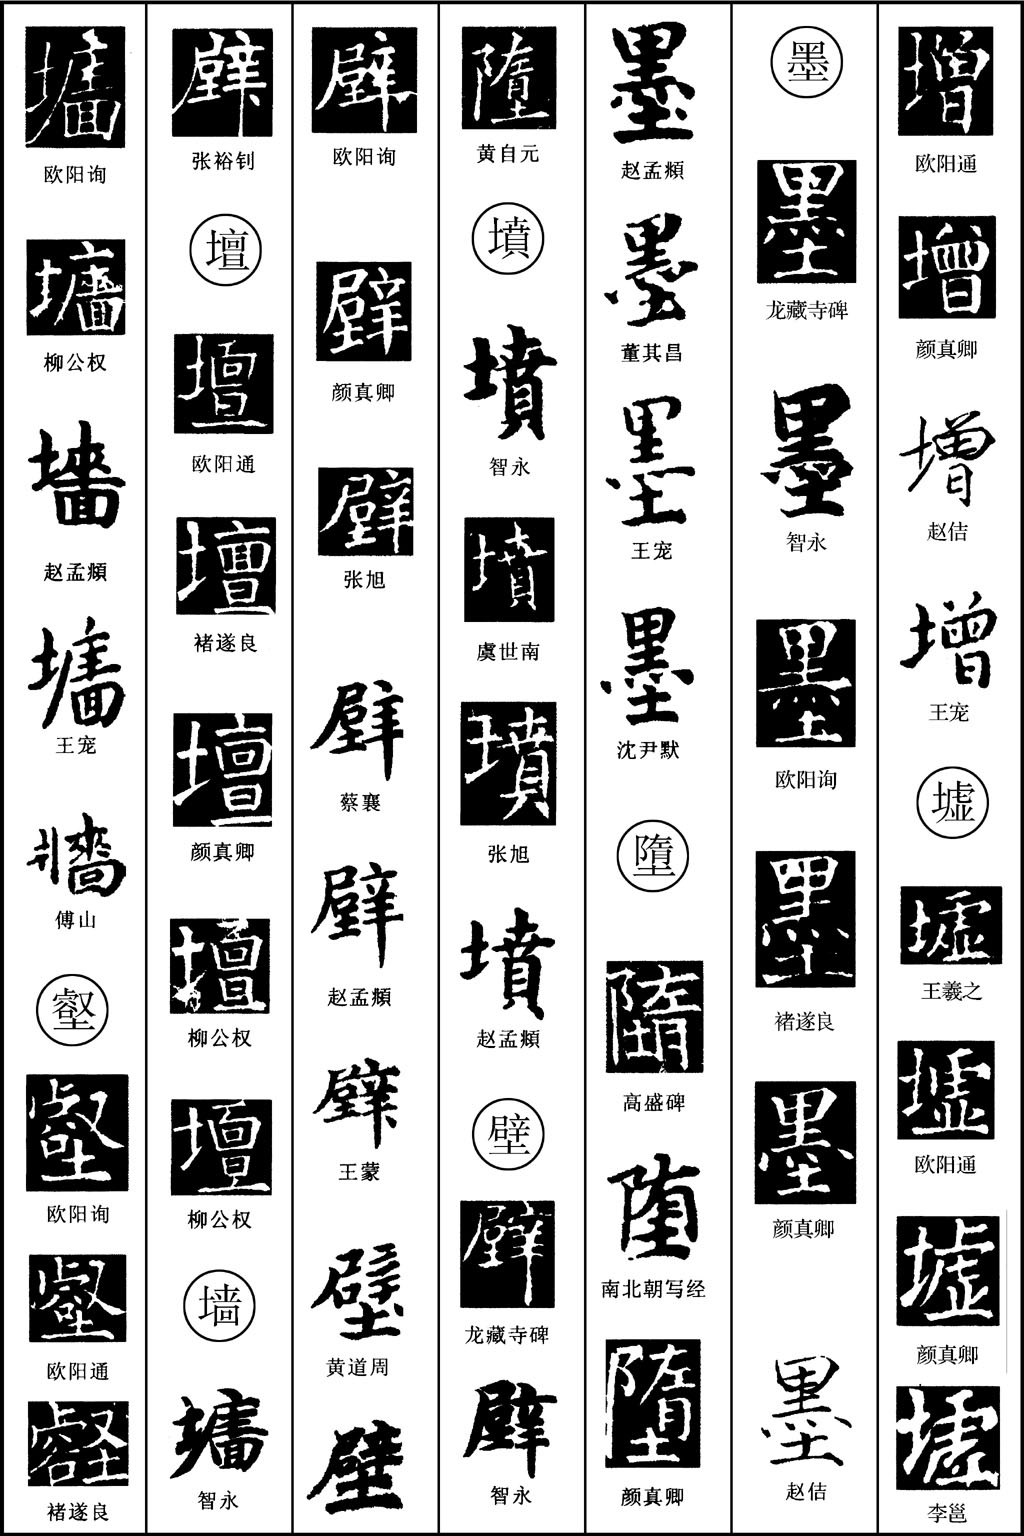 增
欧阳通
增
颜真卿
增
赵佶
增
王宠
墟
墟
王羲之
墟
欧阳通
墟
颜真卿
墟
李邕
墨
墨
龙藏寺碑
墨
智永
墨
欧阳询
墨
褚遂良
墨
颜真卿
墨
赵佶
墨
赵孟頫
墨
董其昌
墨
王宠
墨
沈尹默
墮
墮
高盛碑
堕
南北朝写经
墮
颜真卿
墮
黄自元
墳
墳
智永
墳
虞世南
墳
张旭
墳
赵孟頫
壁
壁
龙藏寺碑
壁
智永
壁
欧阳询
壁
颜真卿
壁
张旭
壁
蔡襄
壁
赵孟頫
壁
王蒙
壁
黄道周
壁
壁
张裕钊
壇
壇
欧阳通
壇
褚遂良
壇
颜真卿
壇
柳公权
壇
柳公权
墙
墻
智永
墻
欧阳询
墻
柳公权
墻
赵孟頫
墻
王宠
牆
傅山
壑
壑
欧阳询
壑
欧阳通
壑
褚遂良